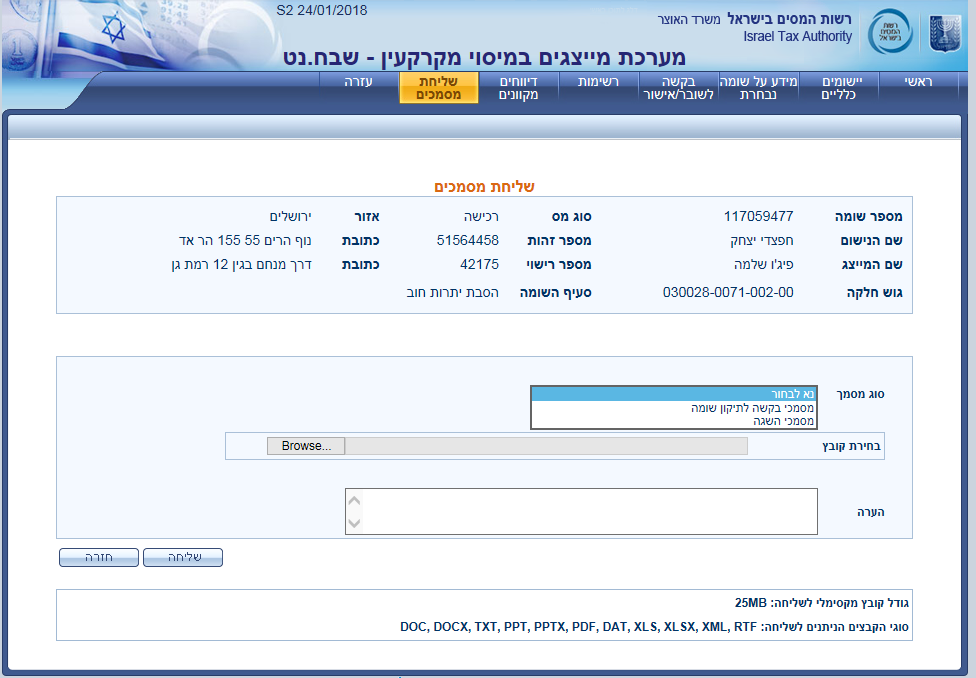 S2 24/01/2018
רשות המסים בישראל משרד האוצר
Israel Tax Authority
רשות המסים בישראל
מערכת מייצגים במיסוי מקרקעין - שבח.נט
ראשי
יישומים כלליים
מידע על שומה נבחרת
בקשה לשובר/אישור
רשימות
דיווחים מקוונים
שליחת מסמכים
עזרה
שליחת מסמכים
מספר שומה 117059477 סוג מס רכישה אזור ירושלים
שם הנישום חפצדי יצחק מספר זהות 51564458 כתובת נוף הרים 55 155 הר אד
שם המייצג פיג'ו שלמה מספר רישוי 42175 כתובת דרך מנחם בגין 12 רמת גן
גוש חלקה 030028-0071-002-00 סעיף השומה הסבת יתרות חוב
סוג מסמך
נא לבחור
מסמכי בקשה לתיקון שומה
מסמכי השגה
בחירת קובץ Browse...
הערה
שליחה חזרה
גודל קובץ מקסימלי לשליחה: 25MB
סוגי הקבצים הניתנים לשליחה: DOC, DOCX, TXT, PPT, PPTX, PDF, DAT, XLS, XLSX, XML, RTF